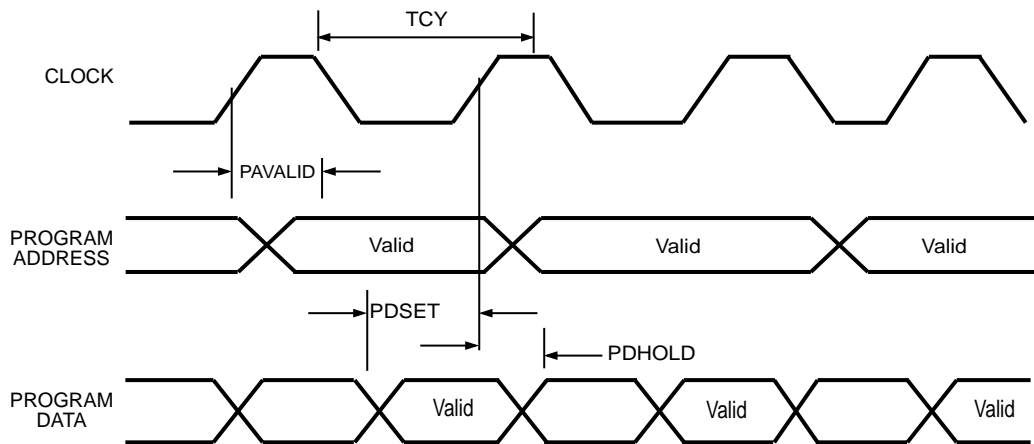 TCY
CLOCK
PAVALID
PROGRAM
ADDRESS
Valid
Valid
Valid
PDSET
PDHOLD
PROGRAM
DATA
Valid
Valid
Valid